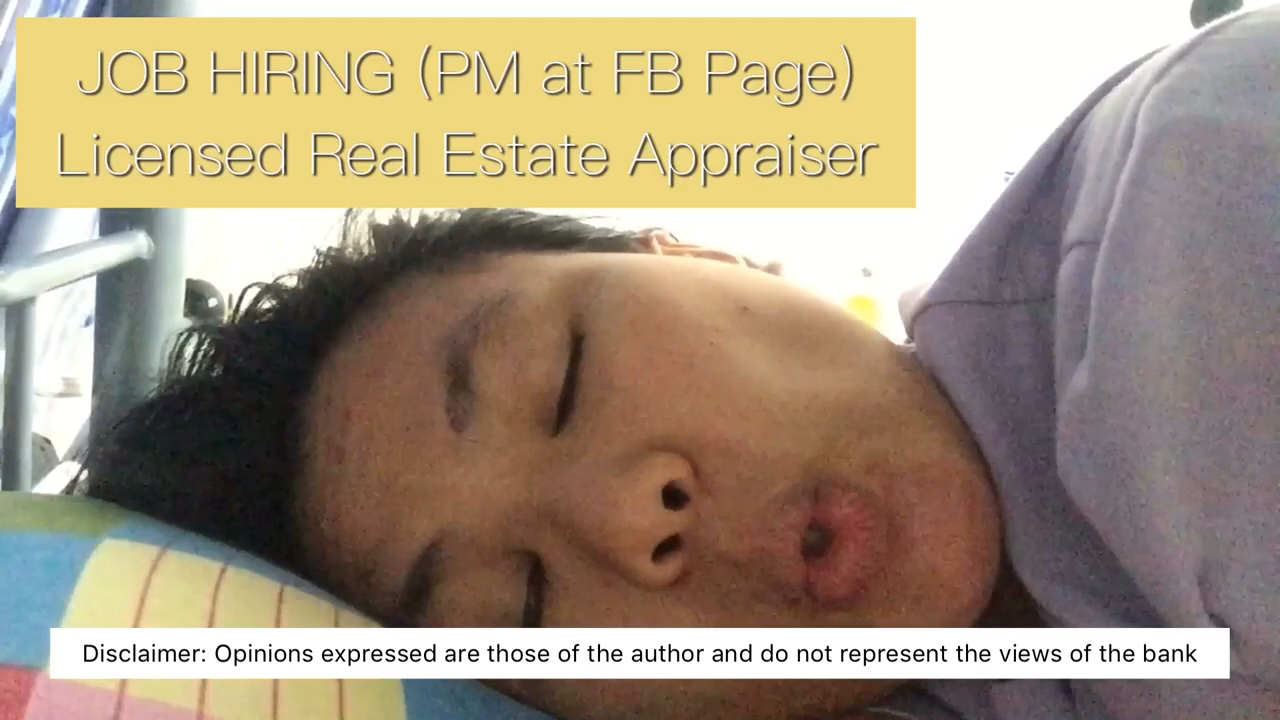 JOB HIRING (PM at FB Page)
Licensed Real Estate Appraiser
Disclaimer: Opinions expressed are those of the author and do not represent the views of the bank